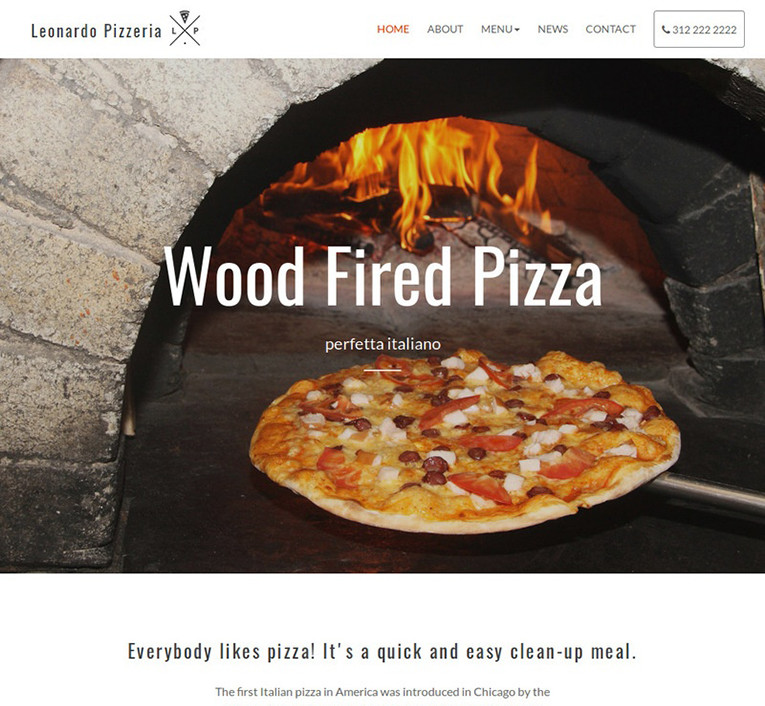 Leonardo Pizzeria
L P
HOME ABOUT MENU NEWS CONTACT 312 222 2222
Wood Fired Pizza
perfetta italiano
Everybody likes pizza! It's a quick and easy clean-up meal.
The first Italian pizza in America was introduced in Chicago by the